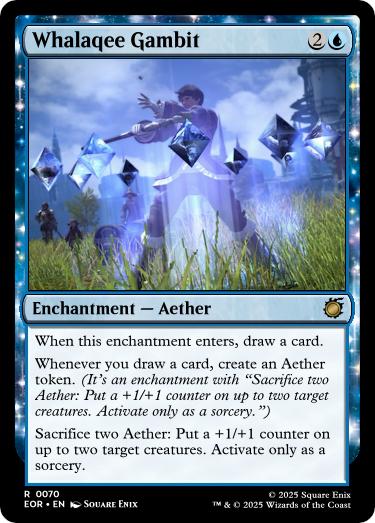 Whalaqee Gambit 2
Enchantment — Aether
When this enchantment enters, draw a card.
Whenever you draw a card, create an Aether
token. (It's an enchantment with “Sacrifice two
Aether: Put a +1/+1 counter on up to two target
creatures. Activate only as a sorcery.”)
Sacrifice two Aether: Put a +1/+1 counter on
up to two target creatures. Activate only as a
sorcery.
R 0070 © 2025 Square Enix
EOR • EN Square Enix ™ & © 2025 Wizards of the Coast